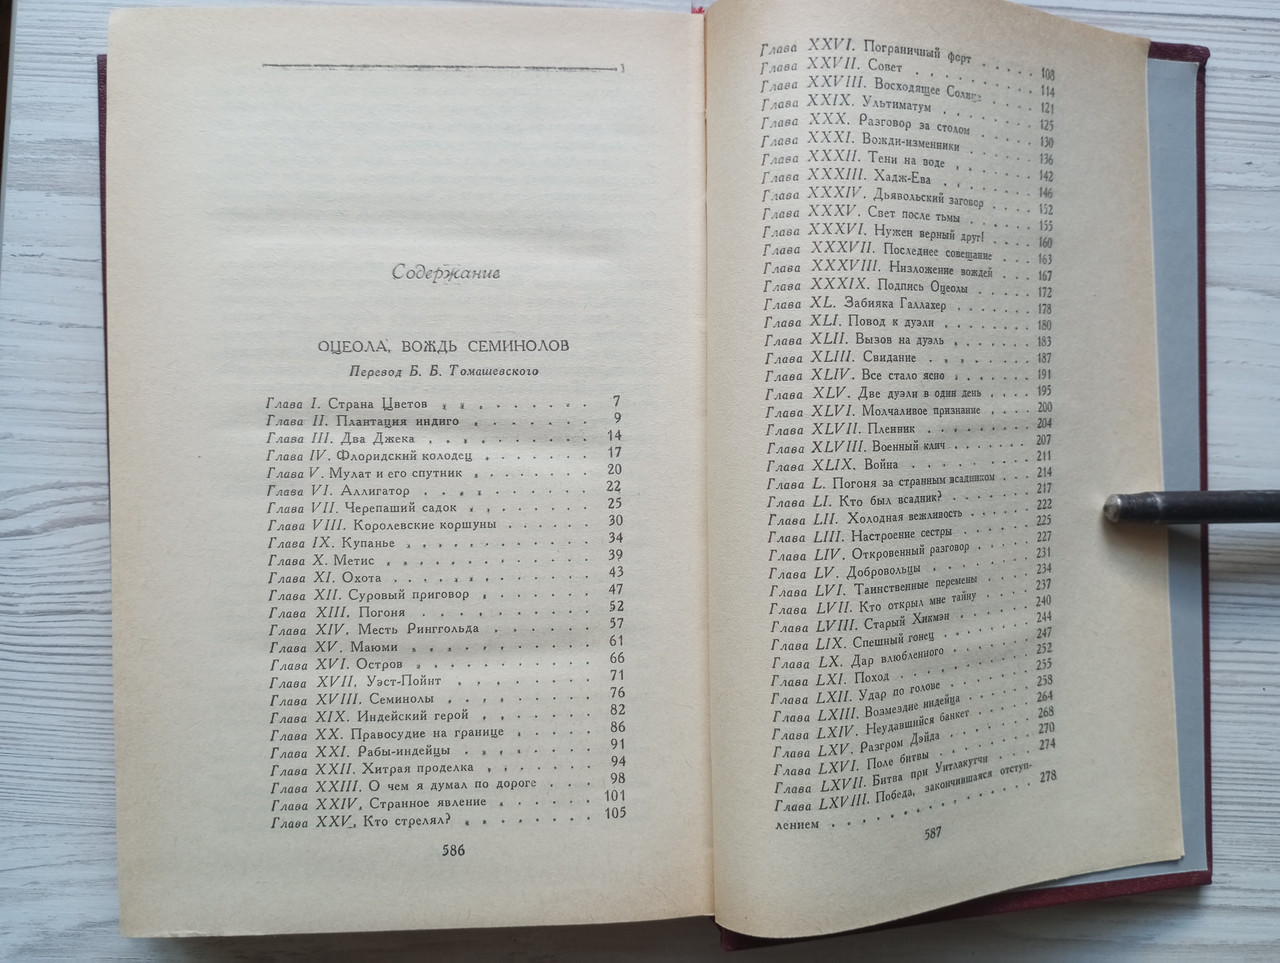 Содержание
ОЦЕОЛА, ВОЖДЬ СЕМИНОЛОВ
Перевод Б. Б. Томашевского
Глава I. Страна Цветов . . . . . . . . . 7
Глава II. Плантация индиго . . . . . . . 9
Глава III. Два Джека . . . . . . . . . 14
Глава IV. Флоридский колодец . . . . . . 17
Глава V. Мулат и его спутник . . . . . . 20
Глава VI. Аллигатор . . . . . . . . . 22
Глава VII. Черепаший садок . . . . . . . 25
Глава VIII. Королевские коршуны . . . . . 30
Глава IX. Купанье . . . . . . . . . . 34
Глава X. Метис . . . . . . . . . . . 39
Глава XI. Охота . . . . . . . . . . . 43
Глава XII. Суровый приговор . . . . . . 47
Глава XIII. Погоня . . . . . . . . . . 52
Глава XIV. Месть Ринггольда . . . . . . 57
Глава XV. Маюми . . . . . . . . . . 61
Глава XVI. Остров . . . . . . . . . . 66
Глава XVII. Уэст-Пойнт . . . . . . . . 71
Глава XVIII. Семинолы . . . . . . . . 76
Глава XIX. Индейский герой . . . . . . . 82
Глава XX. Правосудие на границе . . . . . 86
Глава XXI. Рабы-индейцы . . . . . . . . 91
Глава XXII. Хитрая проделка . . . . . . 94
Глава XXIII. О чем я думал по дороге . . . 98
Глава XXIV. Странное явление . . . . . . 101
Глава XXV. Кто стрелял? . . . . . . . . 105
586
Глава XXVI. Пограничный форт . . . . . 108
Глава XXVII. Совет . . . . . . . . . 114
Глава XXVIII. Восходящее Солнце . . . . 121
Глава XXIX. Ультиматум . . . . . . . 125
Глава XXX. Разговор за столом . . . . . 130
Глава XXXI. Вожди-изменники . . . . . . 136
Глава XXXII. Тени на воде . . . . . . . 142
Глава XXXIII. Хадж-Ева . . . . . . . . 146
Глава XXXIV. Дьявольский заговор . . . . 152
Глава XXXV. Свет после тьмы . . . . . . 155
Глава XXXVI. Нужен верный друг! . . . . 160
Глава XXXVII. Последнее совещание . . . 163
Глава XXXVIII. Низложение вождей . . . . 167
Глава XXXIX. Подпись Оцеолы . . . . . 172
Глава XL. Забияка Галлахер . . . . . . 178
Глава XLI. Повод к дуэли . . . . . . . 180
Глава XLII. Вызов на дуэль . . . . . . 183
Глава XLIII. Свидание . . . . . . . . 187
Глава XLIV. Все стало ясно . . . . . . 191
Глава XLV. Две дуэли в один день . . . . 195
Глава XLVI. Молчаливое признание . . . . 200
Глава XLVII. Пленник . . . . . . . . 204
Глава XLVIII. Военный клич . . . . . . 207
Глава XLIX. Война . . . . . . . . . 211
Глава L. Погоня за странным всадником . . . 214
Глава LI. Кто был всадник? . . . . . . 217
Глава LII. Холодная вежливость . . . . . 222
Глава LIII. Настроение сестры . . . . . . 225
Глава LIV. Откровенный разговор . . . . . 227
Глава LV. Добровольцы . . . . . . . . 231
Глава LVI. Таинственные перемены . . . . 234
Глава LVII. Кто открыл мне тайну . . . . 237
Глава LVIII. Старый Хикмэн . . . . . . 240
Глава LIX. Спешный гонец . . . . . . . 244
Глава LX. Дар влюбленного . . . . . . . 247
Глава LXI. Поход . . . . . . . . . . 252
Глава LXII. Удар по голове . . . . . . 255
Глава LXIII. Возмездие индейца . . . . . 258
Глава LXIV. Неудавшийся банкет . . . . . 264
Глава LXV. Разгром Дэйда . . . . . . . 268
Глава LXVI. Поле битвы . . . . . . . 270
Глава LXVII. Битва при Уитлакутчи . . . . 274
Глава LXVIII. Победа, закончившаяся отступ-
лением . . . . . . . . . . . . . 278
587